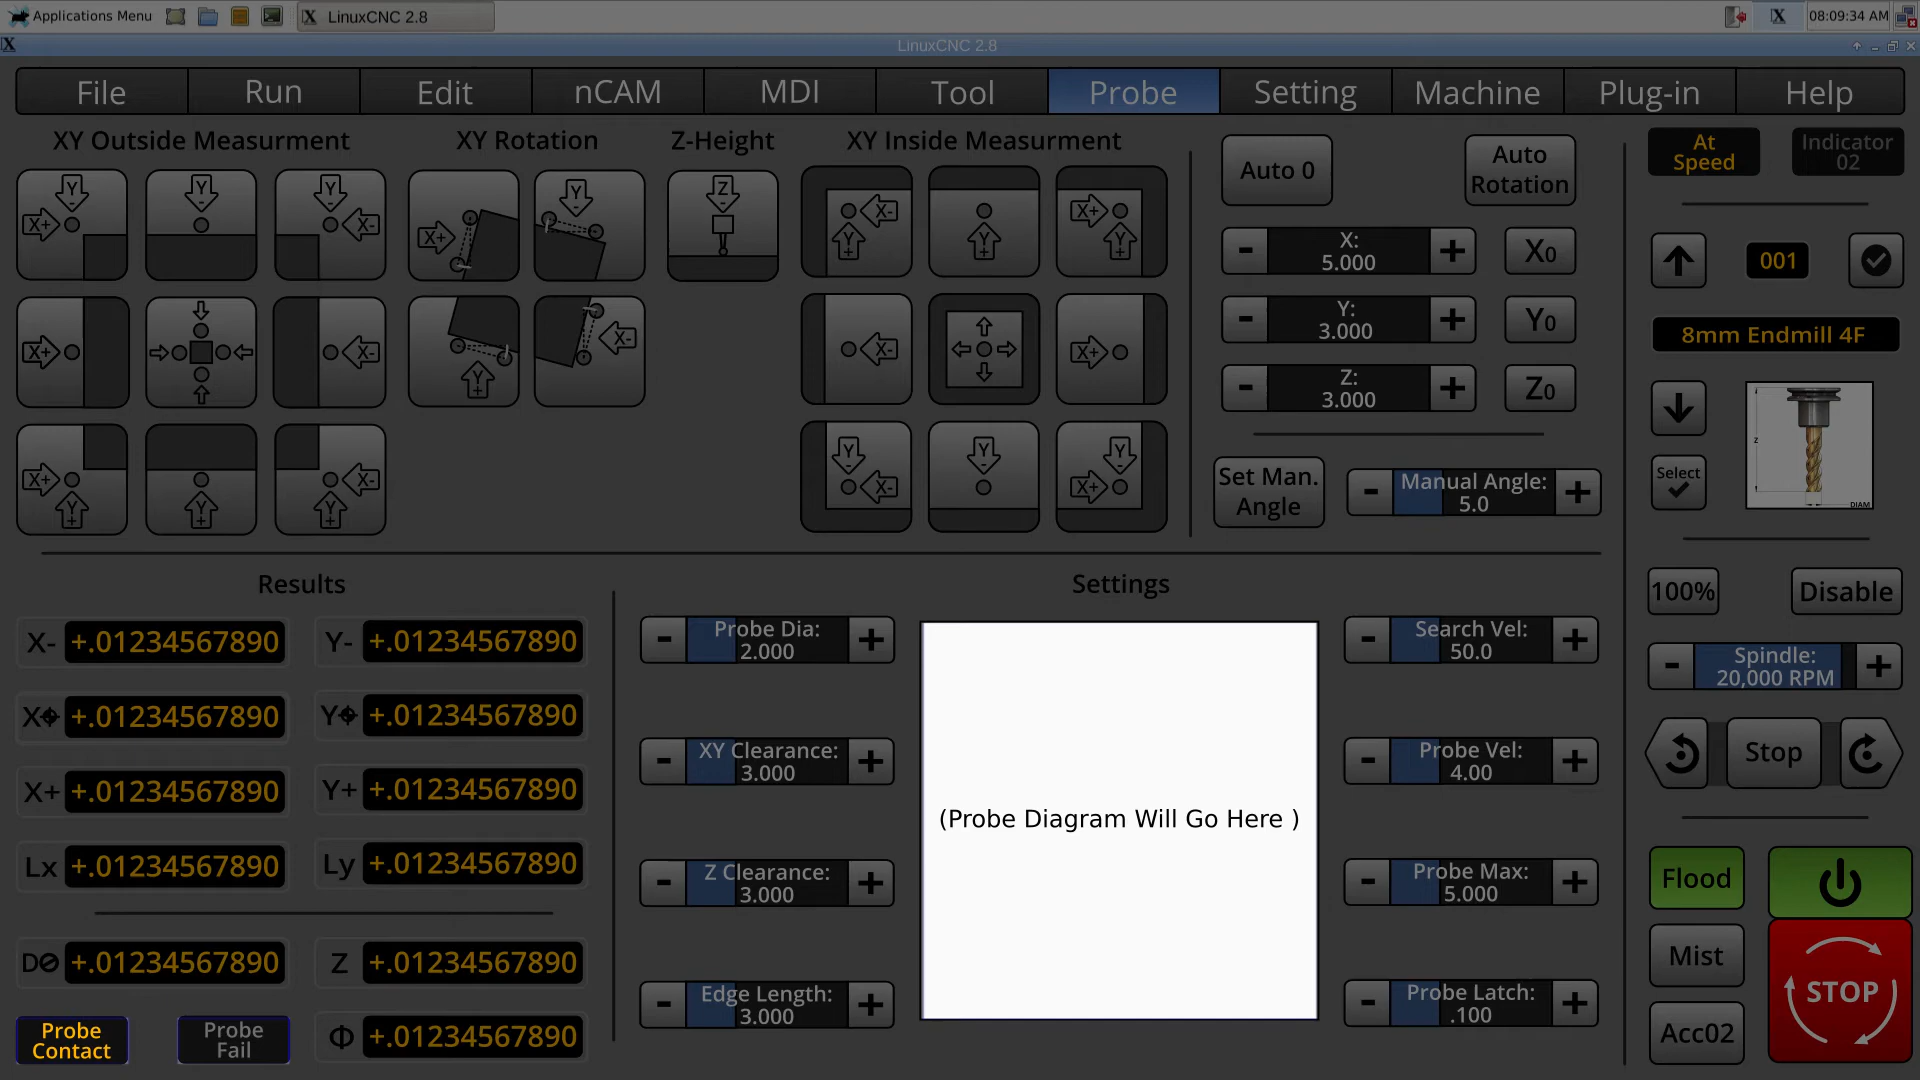 Applications Menu
LinuxCNC 2.8
08:09:34 AM
LinuxCNC 2.8
File
Run
Edit
nCAM
MDI
Tool
Probe
Setting
Machine
Plug-in
Help
XY Outside Measurment
XY Rotation
Z-Height
XY Inside Measurment
Y-
X+
Y-
Y-
X-
X+
X-
X+
Y+
Y+
Y+
X-
X+
Y-
Y+
X-
Z-
X-
Y+
Y+
X+
Y+
X-
X+
Y-
X-
Y-
Y-
X+
Auto 0
Auto
Rotation
X:
5.000
X0
Y:
3.000
Y0
Z:
3.000
Z0
Set Man.
Angle
Manual Angle:
5.0
At
Speed
Indicator
02
001
8mm Endmill 4F
Select
Z
DIAM
100%
Disable
Spindle:
20,000 RPM
Stop
Flood
Mist
Acc02
STOP
Results
X- +.01234567890
Y- +.01234567890
X +.01234567890
Y +.01234567890
X+ +.01234567890
Y+ +.01234567890
Lx +.01234567890
Ly +.01234567890
D +.01234567890
Z +.01234567890
Probe
Contact
Probe
Fail
Φ +.01234567890
Settings
Probe Dia:
2.000
XY Clearance:
3.000
Z Clearance:
3.000
Edge Length:
3.000
(Probe Diagram Will Go Here )
Search Vel:
50.0
Probe Vel:
4.00
Probe Max:
5.000
Probe Latch:
.100